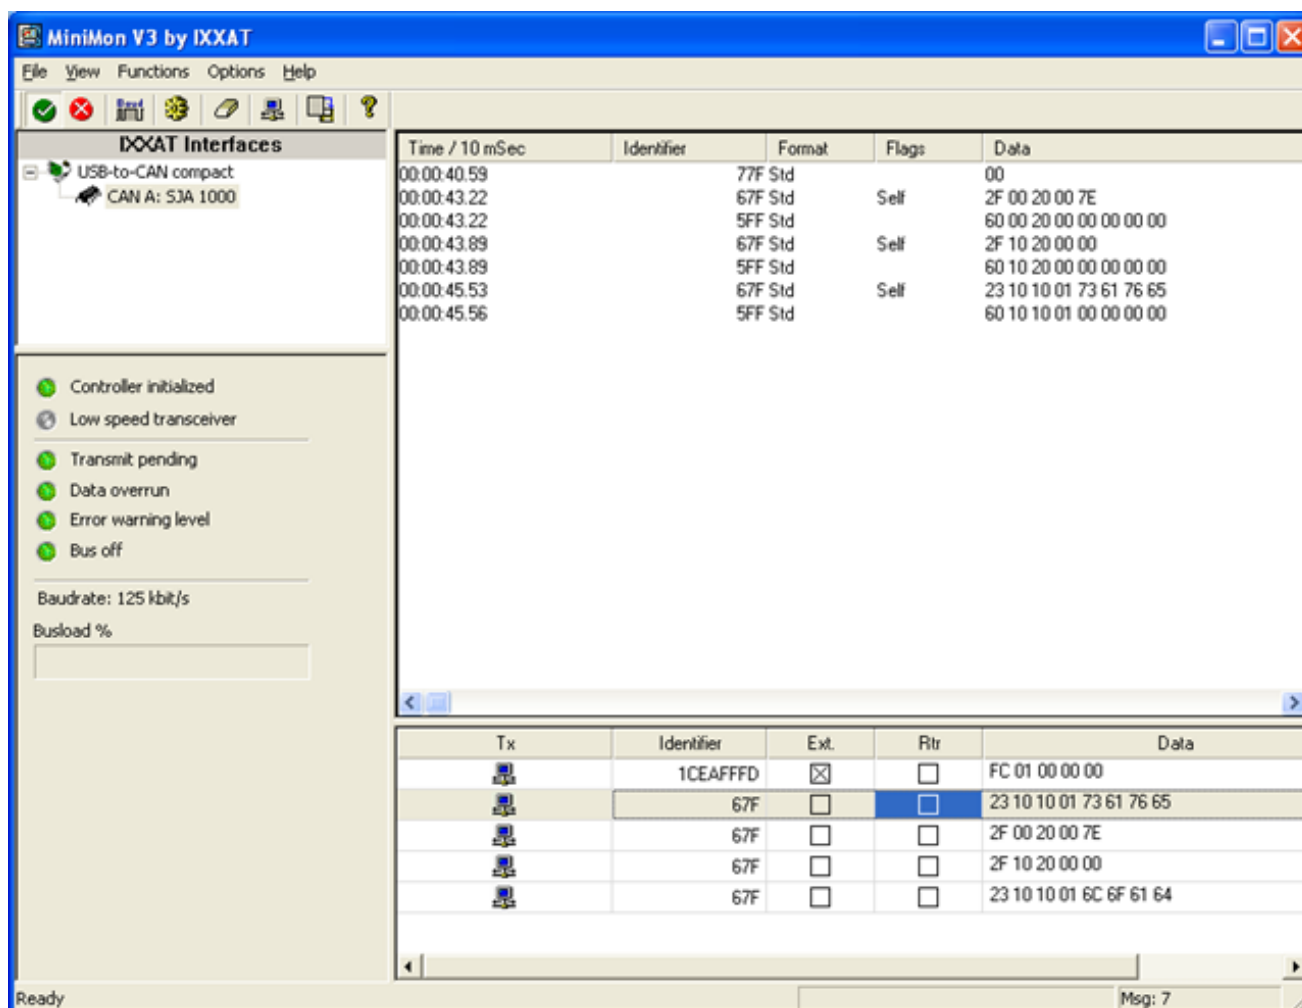 MiniMon V3 by IXXAT
File View Functions Options Help
IXXAT Interfaces
USB-to-CAN compact
CAN A: SJA 1000
Controller initialized
Low speed transceiver
Transmit pending
Data overrun
Error warning level
Bus off
Baudrate: 125 kbit/s
Busload %
Time / 10 mSec Identifier Format Flags Data
00:00:40.59 77F Std 00
00:00:43.22 67F Std Self 2F 00 20 00 7E
00:00:43.22 5FF Std 60 00 20 00 00 00 00 00
00:00:43.89 67F Std Self 2F 10 20 00 00
00:00:43.89 5FF Std 60 10 20 00 00 00 00 00
00:00:45.53 67F Std Self 23 10 10 01 73 61 76 65
00:00:45.56 5FF Std 60 10 10 01 00 00 00 00
Tx Identifier Ext. Rtr Data
1CEAFFFD FC 01 00 00 00
67F 23 10 10 01 73 61 76 65
67F 2F 00 20 00 7E
67F 2F 10 20 00 00
67F 23 10 10 01 6C 6F 61 64
Ready Msg: 7